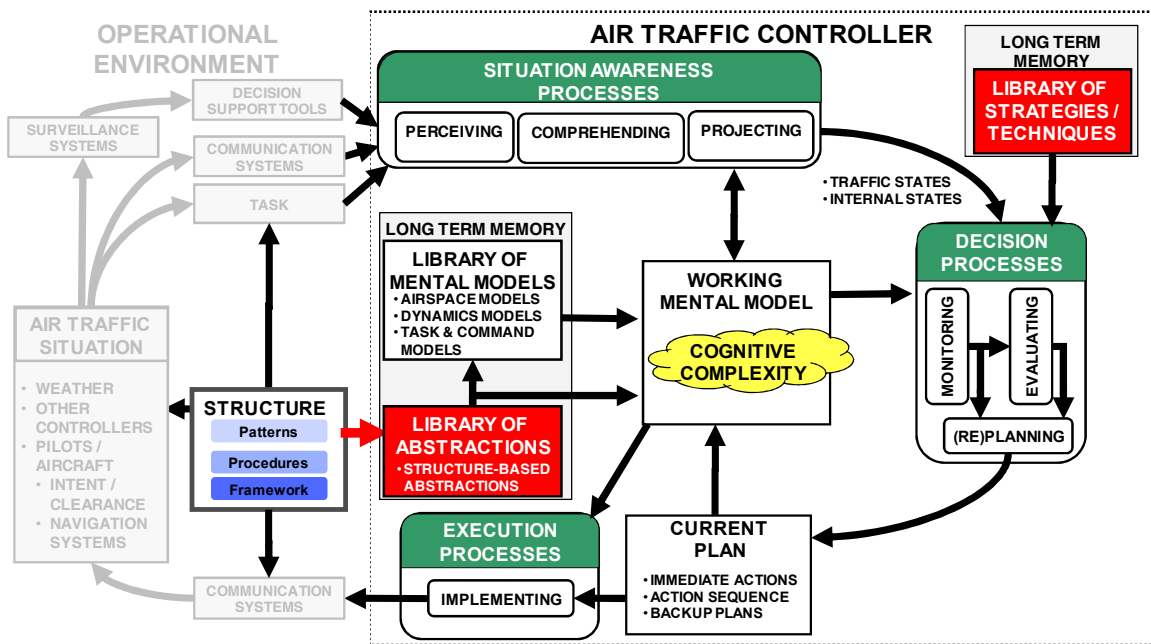 OPERATIONAL
ENVIRONMENT
DECISION
SUPPORT TOOLS
SURVEILLANCE
SYSTEMS
COMMUNICATION
SYSTEMS
TASK
AIR TRAFFIC
SITUATION
• WEATHER
• OTHER
CONTROLLERS
• PILOTS /
AIRCRAFT
• INTENT /
CLEARANCE
• NAVIGATION
SYSTEMS
STRUCTURE
Patterns
Procedures
Framework
COMMUNICATION
SYSTEMS
AIR TRAFFIC CONTROLLER
SITUATION AWARENESS
PROCESSES
PERCEIVING
COMPREHENDING
PROJECTING
LONG TERM
MEMORY
LIBRARY OF
STRATEGIES /
TECHNIQUES
• TRAFFIC STATES
• INTERNAL STATES
LONG TERM MEMORY
LIBRARY OF
MENTAL MODELS
• AIRSPACE MODELS
• DYNAMICS MODELS
• TASK & COMMAND
MODELS
LIBRARY OF
ABSTRACTIONS
• STRUCTURE-BASED
ABSTRACTIONS
WORKING
MENTAL MODEL
COGNITIVE
COMPLEXITY
DECISION
PROCESSES
MONITORING
EVALUATING
(RE)PLANNING
EXECUTION
PROCESSES
IMPLEMENTING
CURRENT
PLAN
• IMMEDIATE ACTIONS
• ACTION SEQUENCE
• BACKUP PLANS